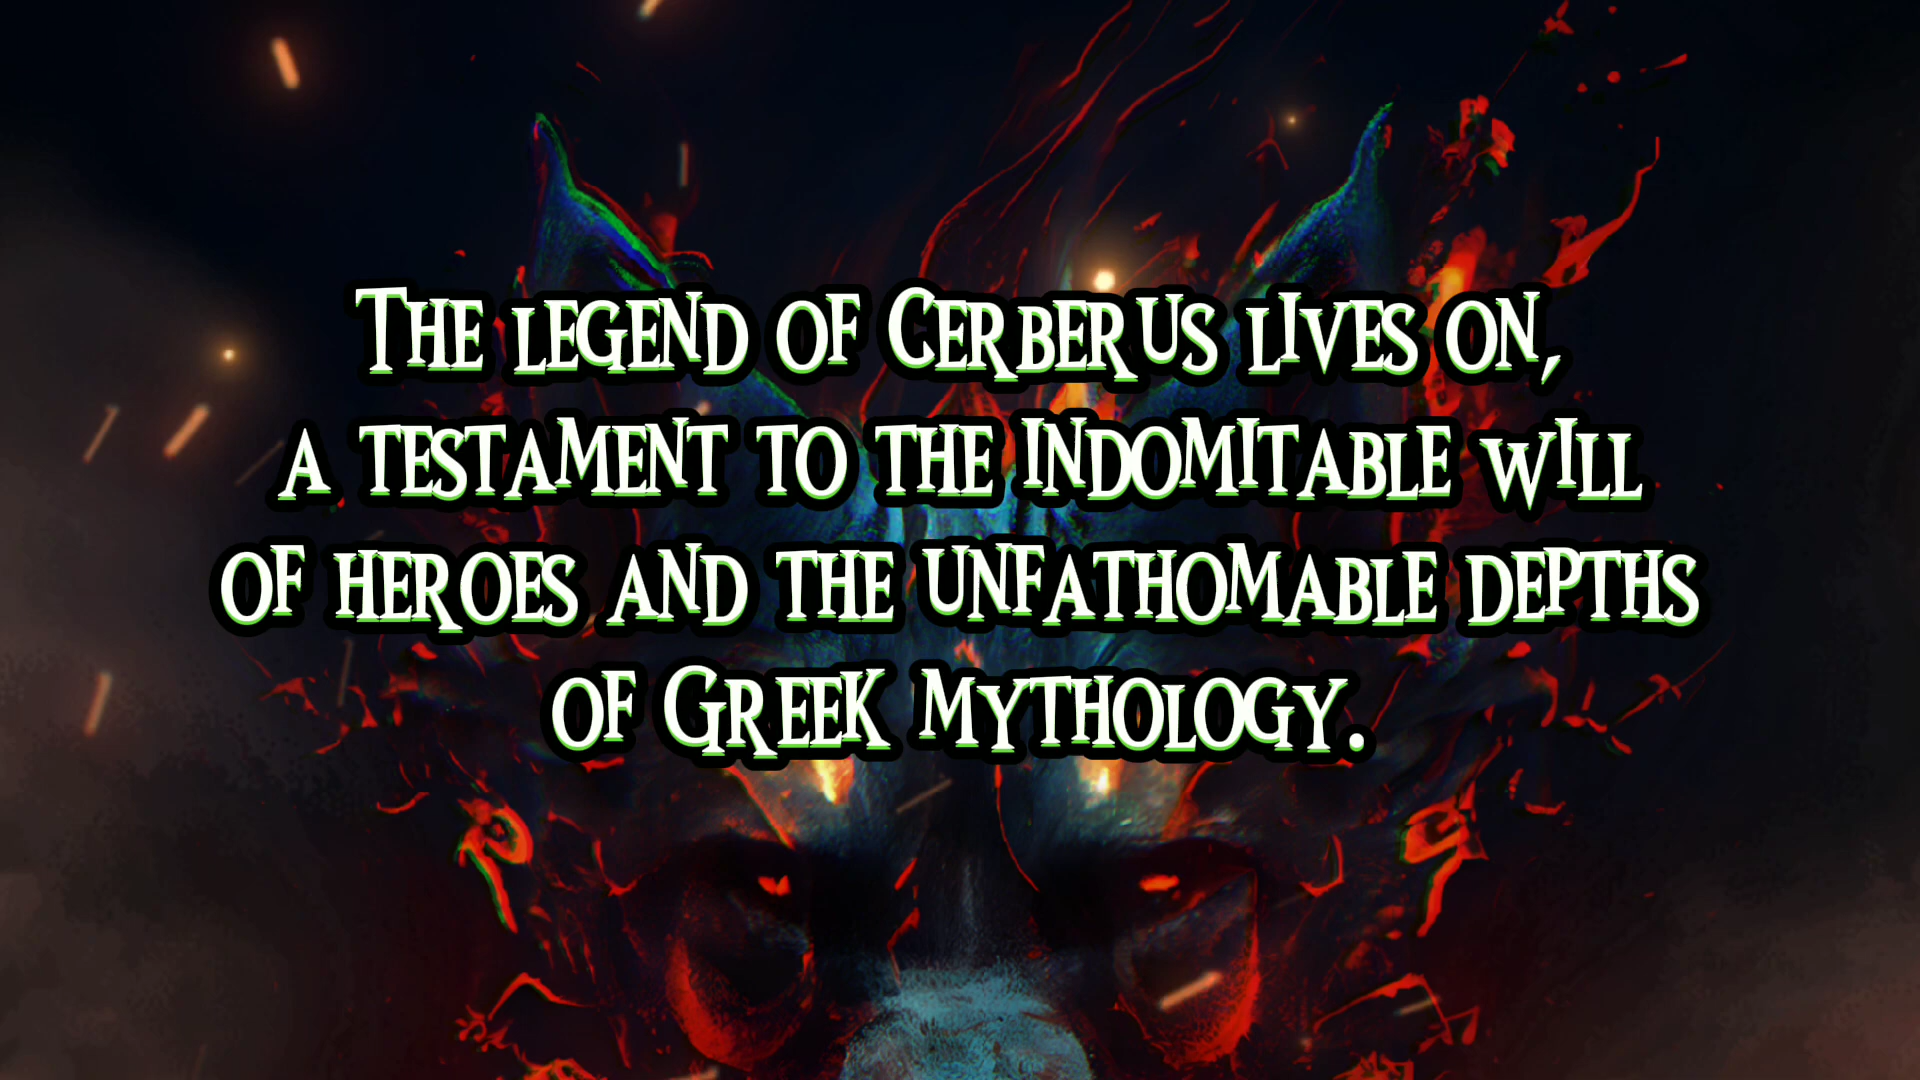 The legend of Cerberus lives on,
a testament to the indomitable will
of heroes and the unfathomable depths
of Greek mythology.